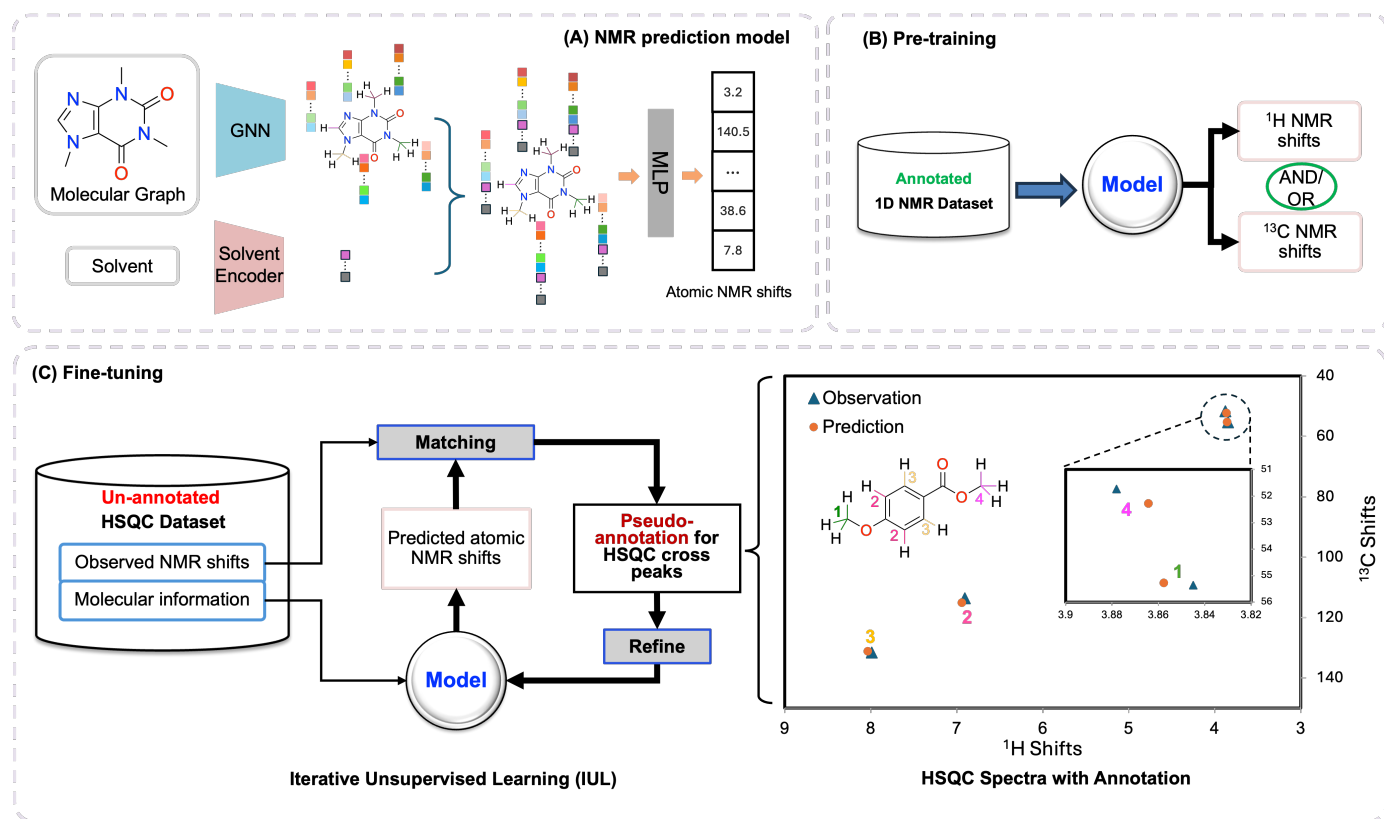 (A) NMR prediction model
N
N
N
N
O
O
Molecular Graph
GNN
Solvent
Solvent
Encoder
H
H
H
H
H
H
H
H
H
H
N
N
N
N
O
O
H
H
H
H
H
H
H
H
H
H
N
N
N
N
O
O
MLP
3.2
140.5
...
38.6
7.8
Atomic NMR shifts
(B) Pre-training
Annotated
1D NMR Dataset
Model
¹H NMR
shifts
AND/
OR
¹³C NMR
shifts
(C) Fine-tuning
Un-annotated
HSQC Dataset
Observed NMR shifts
Molecular information
Matching
Predicted atomic
NMR shifts
Model
Pseudo-
annotation for
HSQC cross
peaks
Refine
Iterative Unsupervised Learning (IUL)
Observation
Prediction
H
H
3
O
H
H
2
4
O
H
H
1
H
2
3
H
H
O
H
4
1
51
52
53
54
55
56
3.9
3.88
3.86
3.84
3.82
2
3
40
60
80
100
120
140
¹³C Shifts
9
8
7
6
5
4
3
¹H Shifts
HSQC Spectra with Annotation